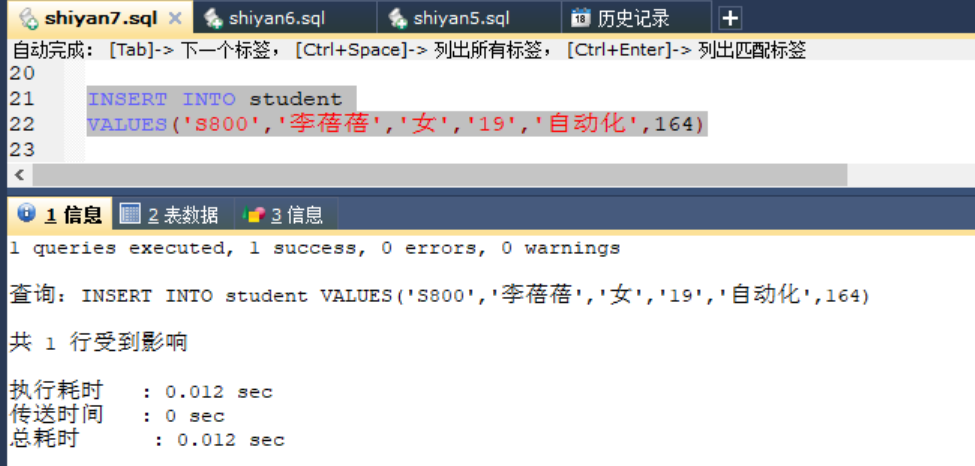 shiyan7.sql × shiyan6.sql shiyan5.sql 18 历史记录 +
自动完成： [Tab]-> 下一个标签， [Ctrl+Space]-> 列出所有标签， [Ctrl+Enter]-> 列出匹配标签
20
21 INSERT INTO student
22 VALUES('S800','李蓓蓓','女','19','自动化',164)
23
1 信息 2 表数据 3 信息
1 queries executed, 1 success, 0 errors, 0 warnings
查询：INSERT INTO student VALUES('S800','李蓓蓓','女','19','自动化',164)
共 1 行受到影响
执行耗时 : 0.012 sec
传送时间 : 0 sec
总耗时 : 0.012 sec